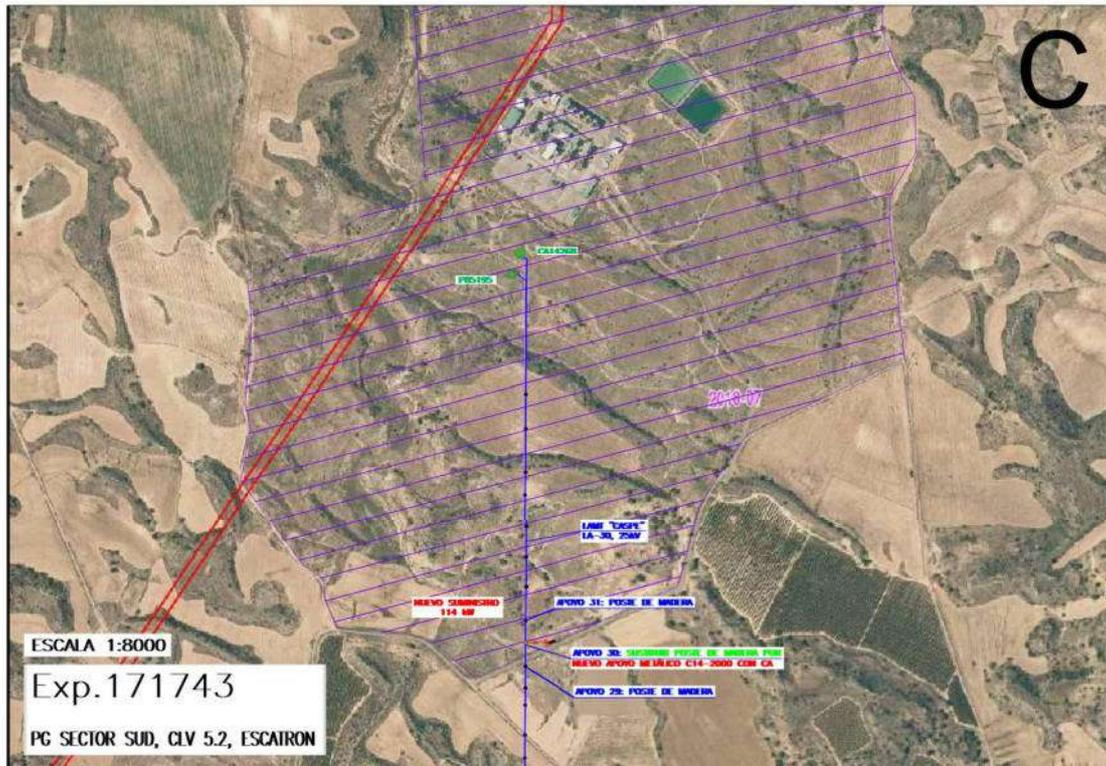 C
CA14268
PB5195
2018-07
LAMT "CASPE"
LA-30, 25kV
NUEVO SUMINISTRO
114 kW
APOYO 31: POSTE DE MADERA
APOYO 30: SUSTITUIR POSTE DE MADERA POR
NUEVO APOYO METÁLICO C14-2000 CON CA
APOYO 29: POSTE DE MADERA
ESCALA 1:8000
Exp.171743
PG SECTOR SUD, CLV 5.2, ESCATRON